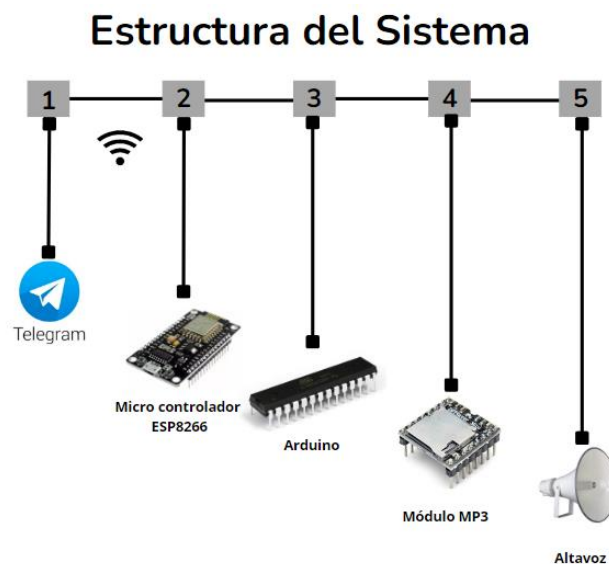 Estructura del Sistema
1 2 3 4 5
Telegram
Micro controlador
ESP8266
Arduino
Módulo MP3
Altavoz